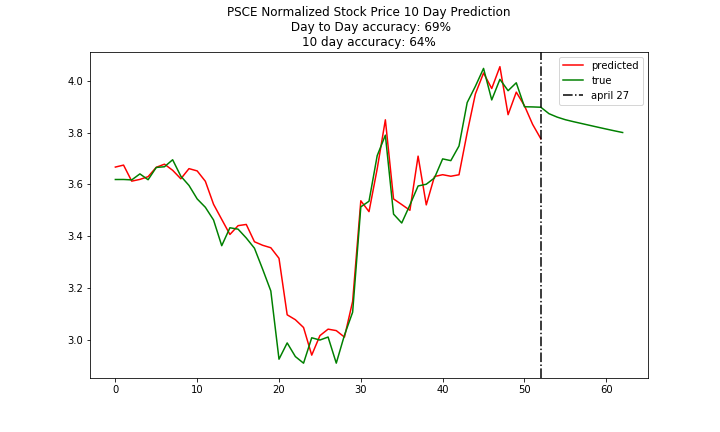 PSCE Normalized Stock Price 10 Day Prediction
Day to Day accuracy: 69%
10 day accuracy: 64%
predicted
true
april 27
4.0
3.8
3.6
3.4
3.2
3.0
0 10 20 30 40 50 60